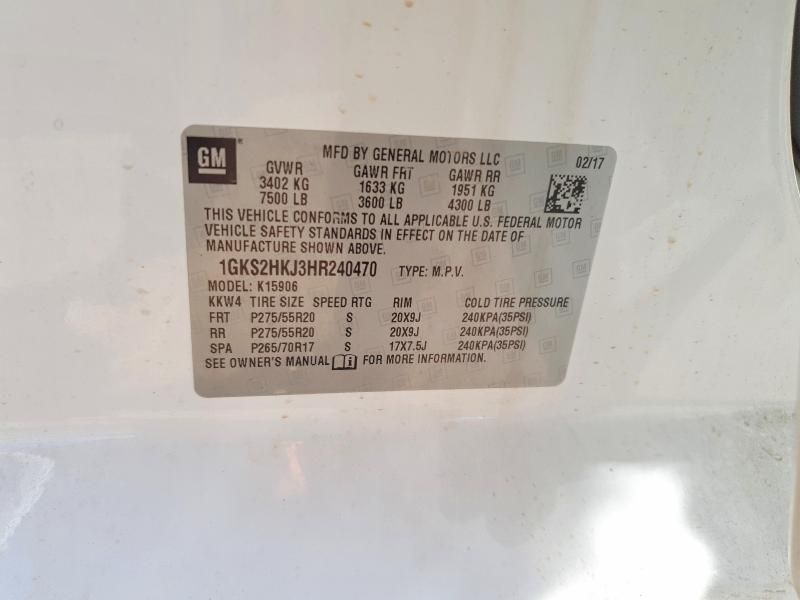 GM
MFD BY GENERAL MOTORS LLC 02/17
GVWR GAWR FRT GAWR RR
3402 KG 1633 KG 1951 KG
7500 LB 3600 LB 4300 LB
THIS VEHICLE CONFORMS TO ALL APPLICABLE U.S. FEDERAL MOTOR
VEHICLE SAFETY STANDARDS IN EFFECT ON THE DATE OF
MANUFACTURE SHOWN ABOVE.
1GKS2HKJ3HR240470 TYPE: M.P.V.
MODEL: K15906
KKW4 TIRE SIZE SPEED RTG RIM COLD TIRE PRESSURE
FRT P275/55R20 S 20X9J 240KPA(35PSI)
RR P275/55R20 S 20X9J 240KPA(35PSI)
SPA P265/70R17 S 17X7.5J 240KPA(35PSI)
SEE OWNER'S MANUAL FOR MORE INFORMATION.